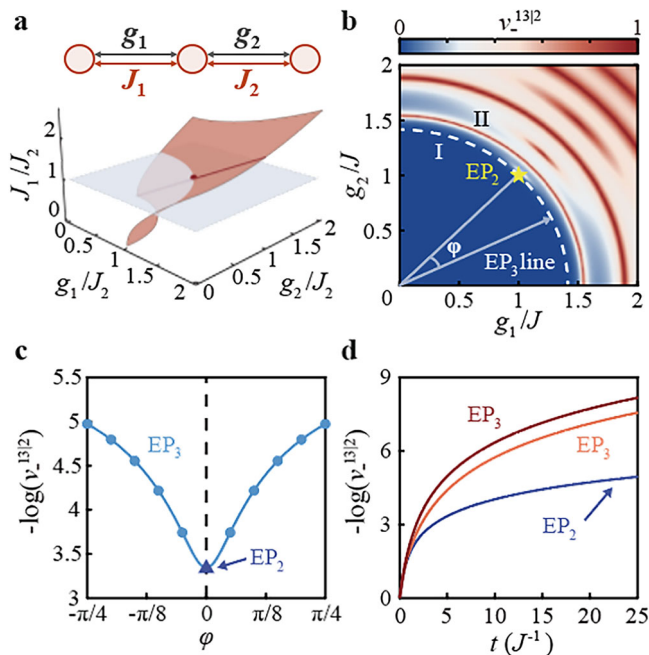 a
g₁ g₂
J₁ J₂
J₁/J₂
2
1
0
0
0.5
1
1.5
2
g₁/J₂
0
0.5
1
1.5
2
g₂/J₂
b
0 ν₋¹³|² 1
g₂/J
2
1.5
1
0.5
0
II
I
EP₂
φ
EP₃ line
0.5 1 1.5 2
g₁/J
c
-log(ν₋¹³|²)
5.5
5
4.5
4
3.5
3
EP₃
EP₂
-π/4 -π/8 0 π/8 π/4
φ
d
-log(ν₋¹³|²)
9
6
3
0
EP₃
EP₃
EP₂
0 5 10 15 20 25
t (J⁻¹)